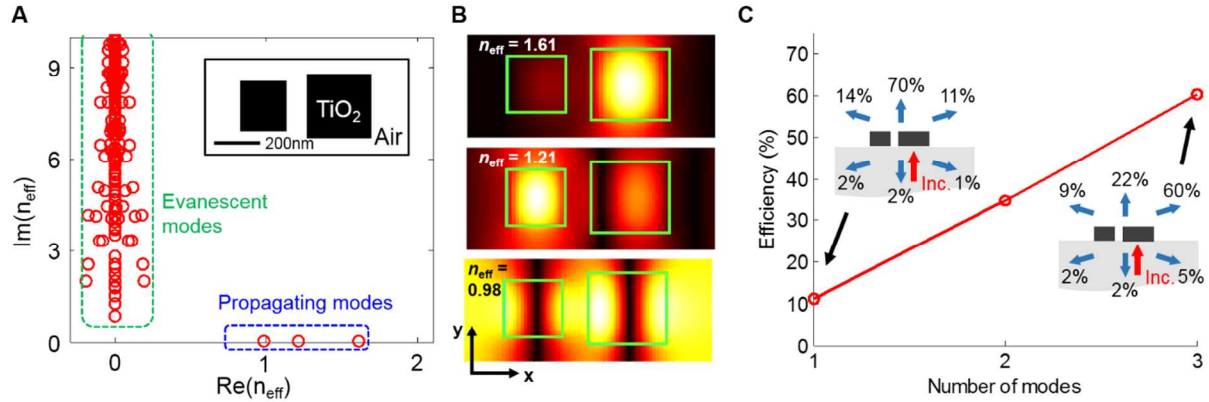 A
9
6
3
0
Im(n_eff)
0
1
2
Re(n_eff)
TiO₂
Air
200nm
Evanescent
modes
Propagating modes
B
n_eff = 1.61
n_eff = 1.21
n_eff =
0.98
y
x
C
70
60
50
40
30
20
10
0
Efficiency (%)
1
2
3
Number of modes
14%
70%
11%
2%
2%
Inc.
1%
9%
22%
60%
2%
2%
Inc.
5%